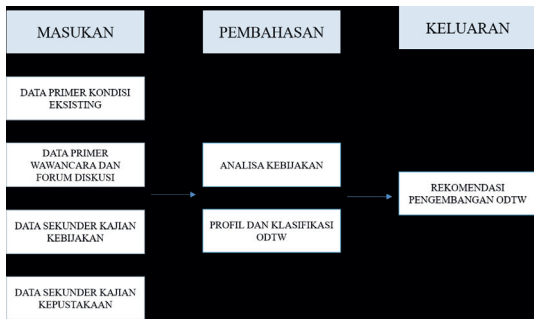 MASUKAN
DATA PRIMER KONDISI
EKSISTING
DATA PRIMER
WAWANCARA DAN
FORUM DISKUSI
DATA SEKUNDER KAJIAN
KEBIJAKAN
DATA SEKUNDER KAJIAN
KEPUSTAKAAN
PEMBAHASAN
ANALISA KEBIJAKAN
PROFIL DAN KLASIFIKASI
ODTW
KELUARAN
REKOMENDASI
PENGEMBANGAN ODTW